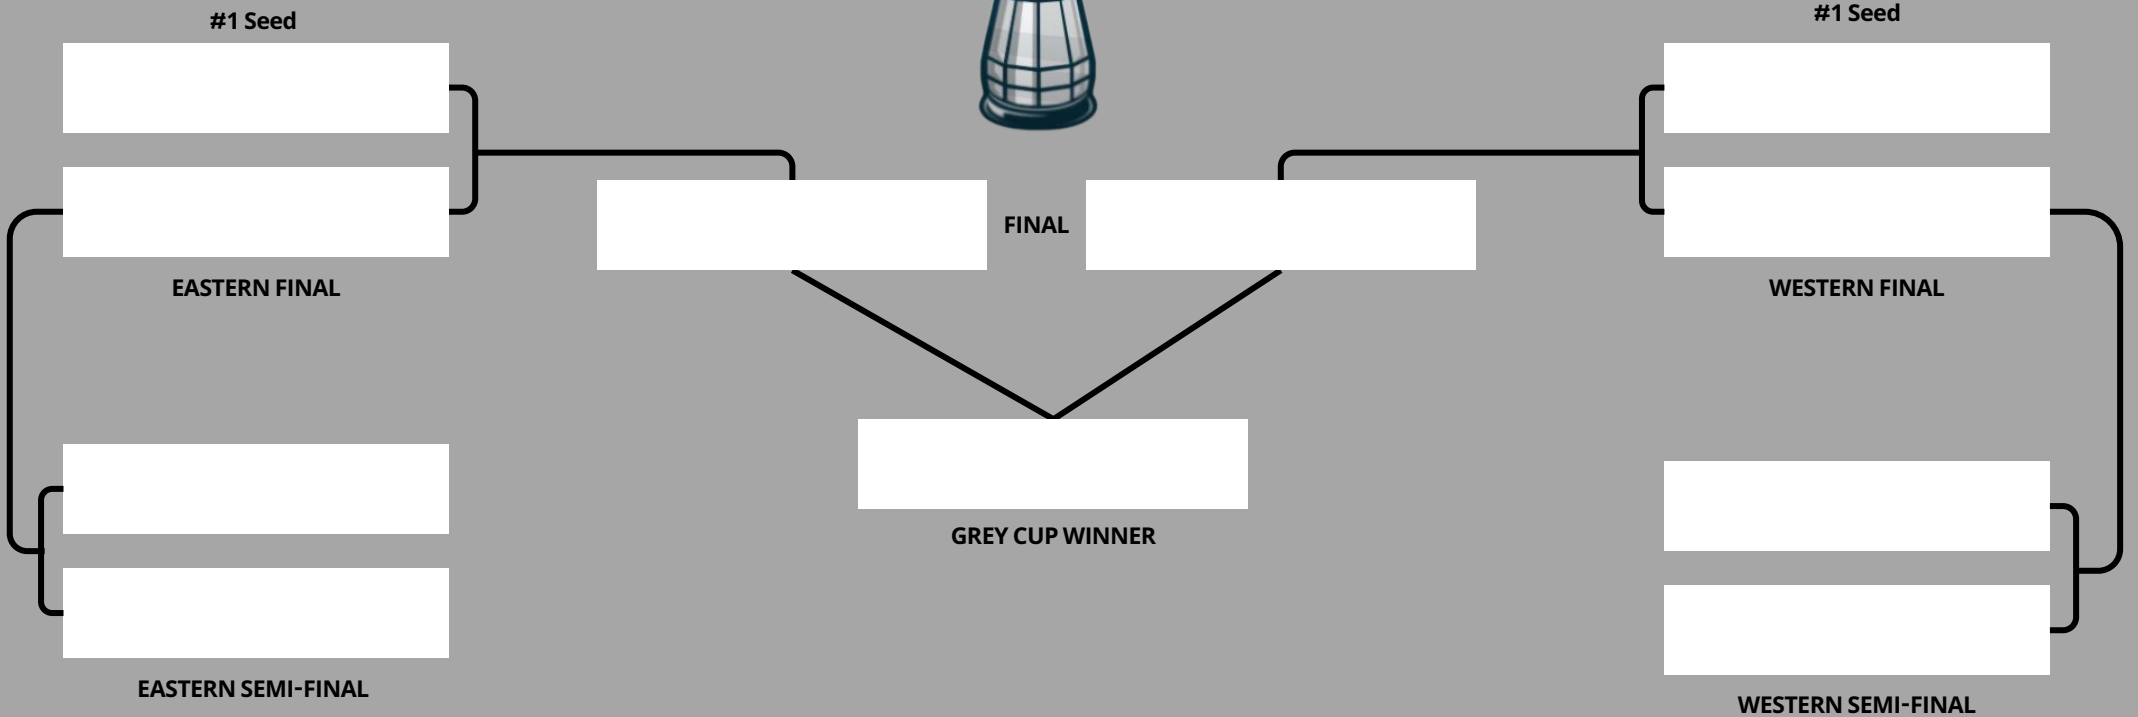 #1 Seed
#1 Seed
FINAL
EASTERN FINAL
WESTERN FINAL
GREY CUP WINNER
EASTERN SEMI-FINAL
WESTERN SEMI-FINAL